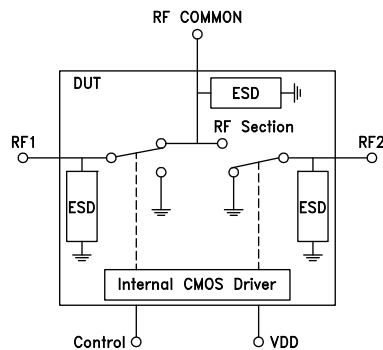 RF COMMON
DUT
ESD
RF Section
RF1
RF2
ESD
ESD
Internal CMOS Driver
Control
VDD